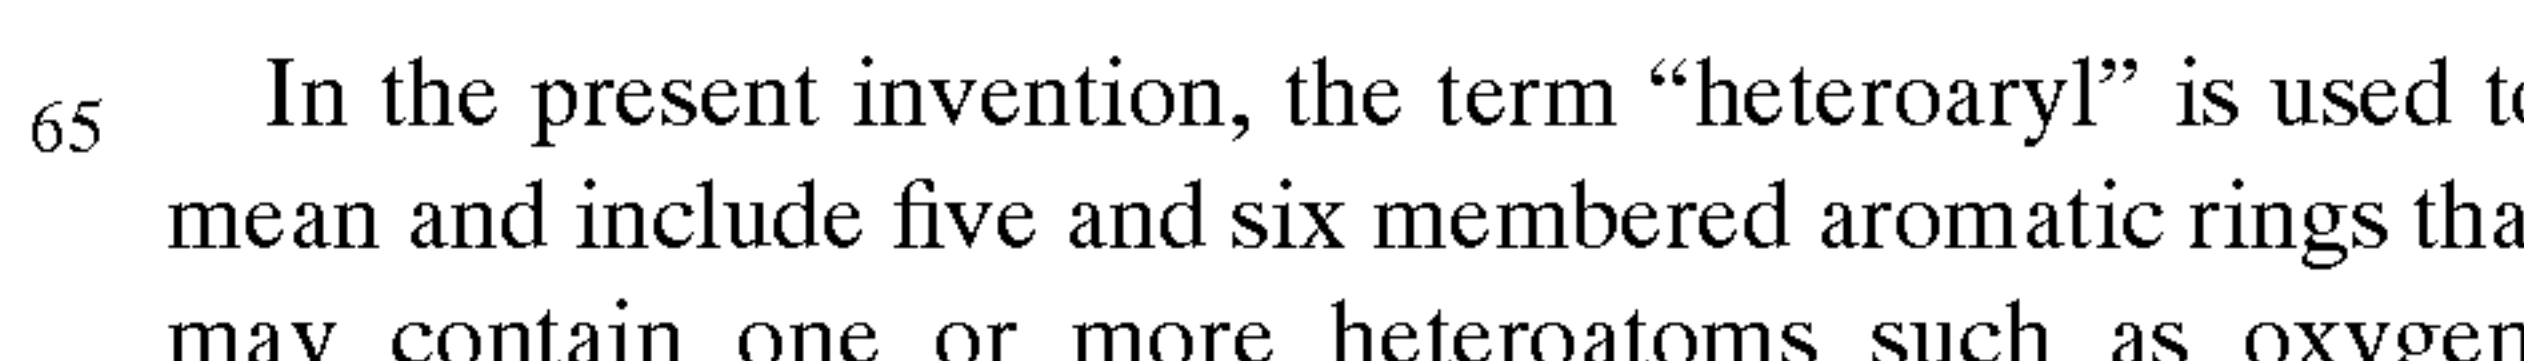 65 In the present invention, the term “heteroaryl” is used to
mean and include five and six membered aromatic rings tha
may contain one or more heteroatoms such as oxygen